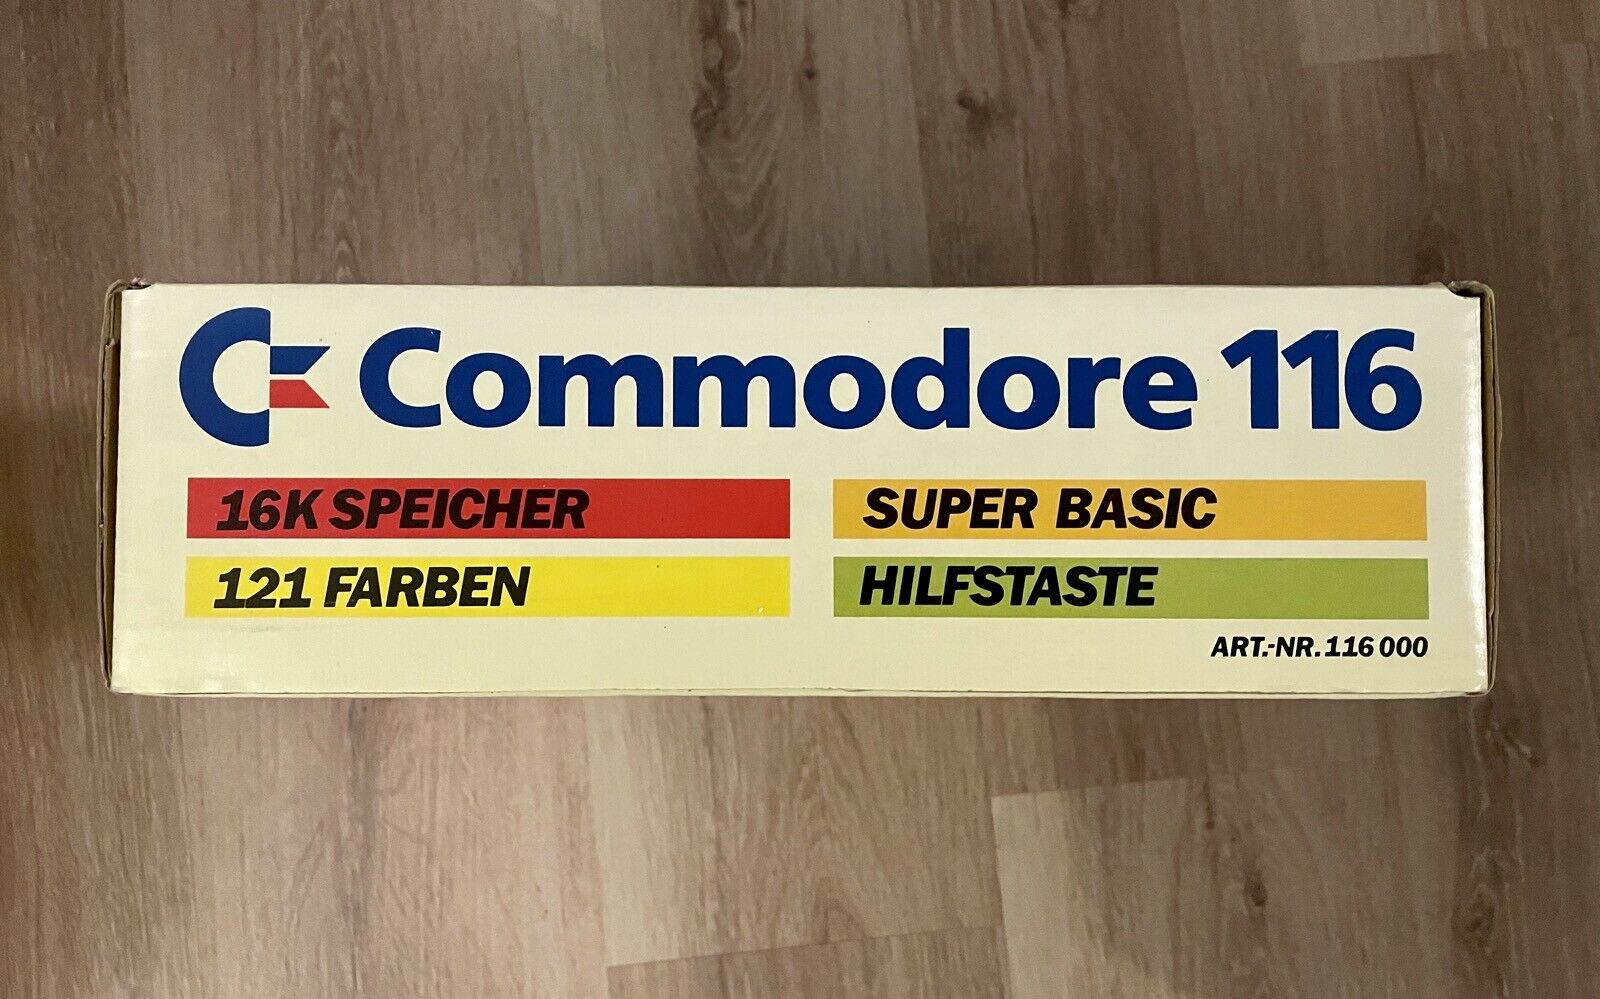 Commodore 116
16K SPEICHER
SUPER BASIC
121 FARBEN
HILFSTASTE
ART.-NR. 116 000